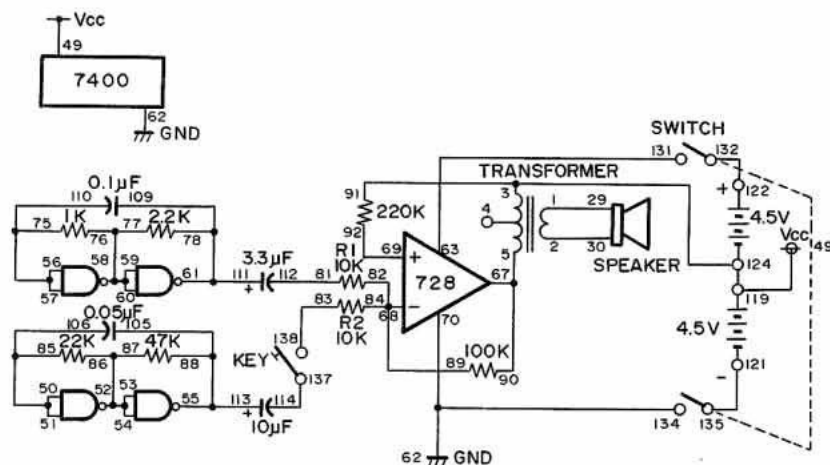 Vcc
49
7400
62
GND
SWITCH
131 132
TRANSFORMER
0.1µF
110 109
91
3
1 29
+ 122
75 1K 77 2.2K
76 78
220K
4
4.5V
92
Vcc
49
3.3µF
R1
69 + 63
5
2 30
SPEAKER
56 58 59 61
111 112 81 10K 82
728
67
124
57 60
+
83 84 −
119
0.05µF
68
70
106 105
R2
10K
85 22K 87 47K
86 88
138
KEY
100K
89 90
4.5V
137
121
−
50 52 53 55
113 114
51 54
+
10µF
134 135
62 GND